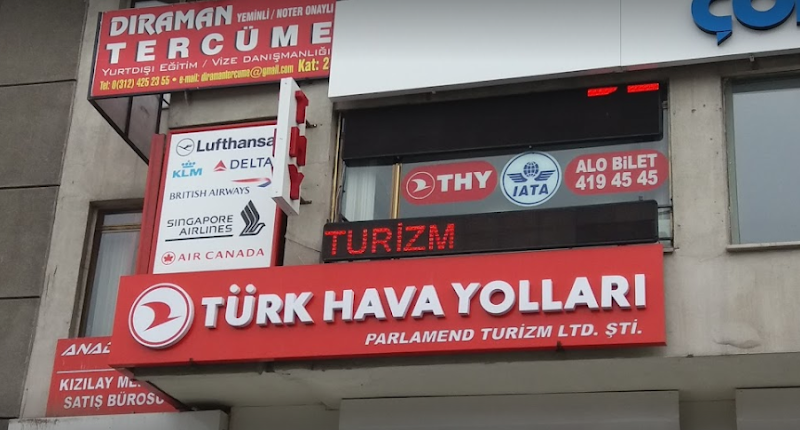 DIRAMAN YEMİNLİ / NOTER ONAYLI
TERCÜME
YURTDIŞI EĞİTİM / VİZE DANIŞMANLIĞI
Tel: 0(312) 425 23 55 • e-mail: diramantercume@gmail.com Kat: 2
THY
Lufthansa
KLM
DELTA
BRITISH AIRWAYS
SINGAPORE
AIRLINES
AIR CANADA
THY
IATA
ALO BİLET
419 45 45
TURİZM
TÜRK HAVA YOLLARI
PARLAMEND TURİZM LTD. ŞTİ.
KIZILAY
SATIŞ BÜROSU